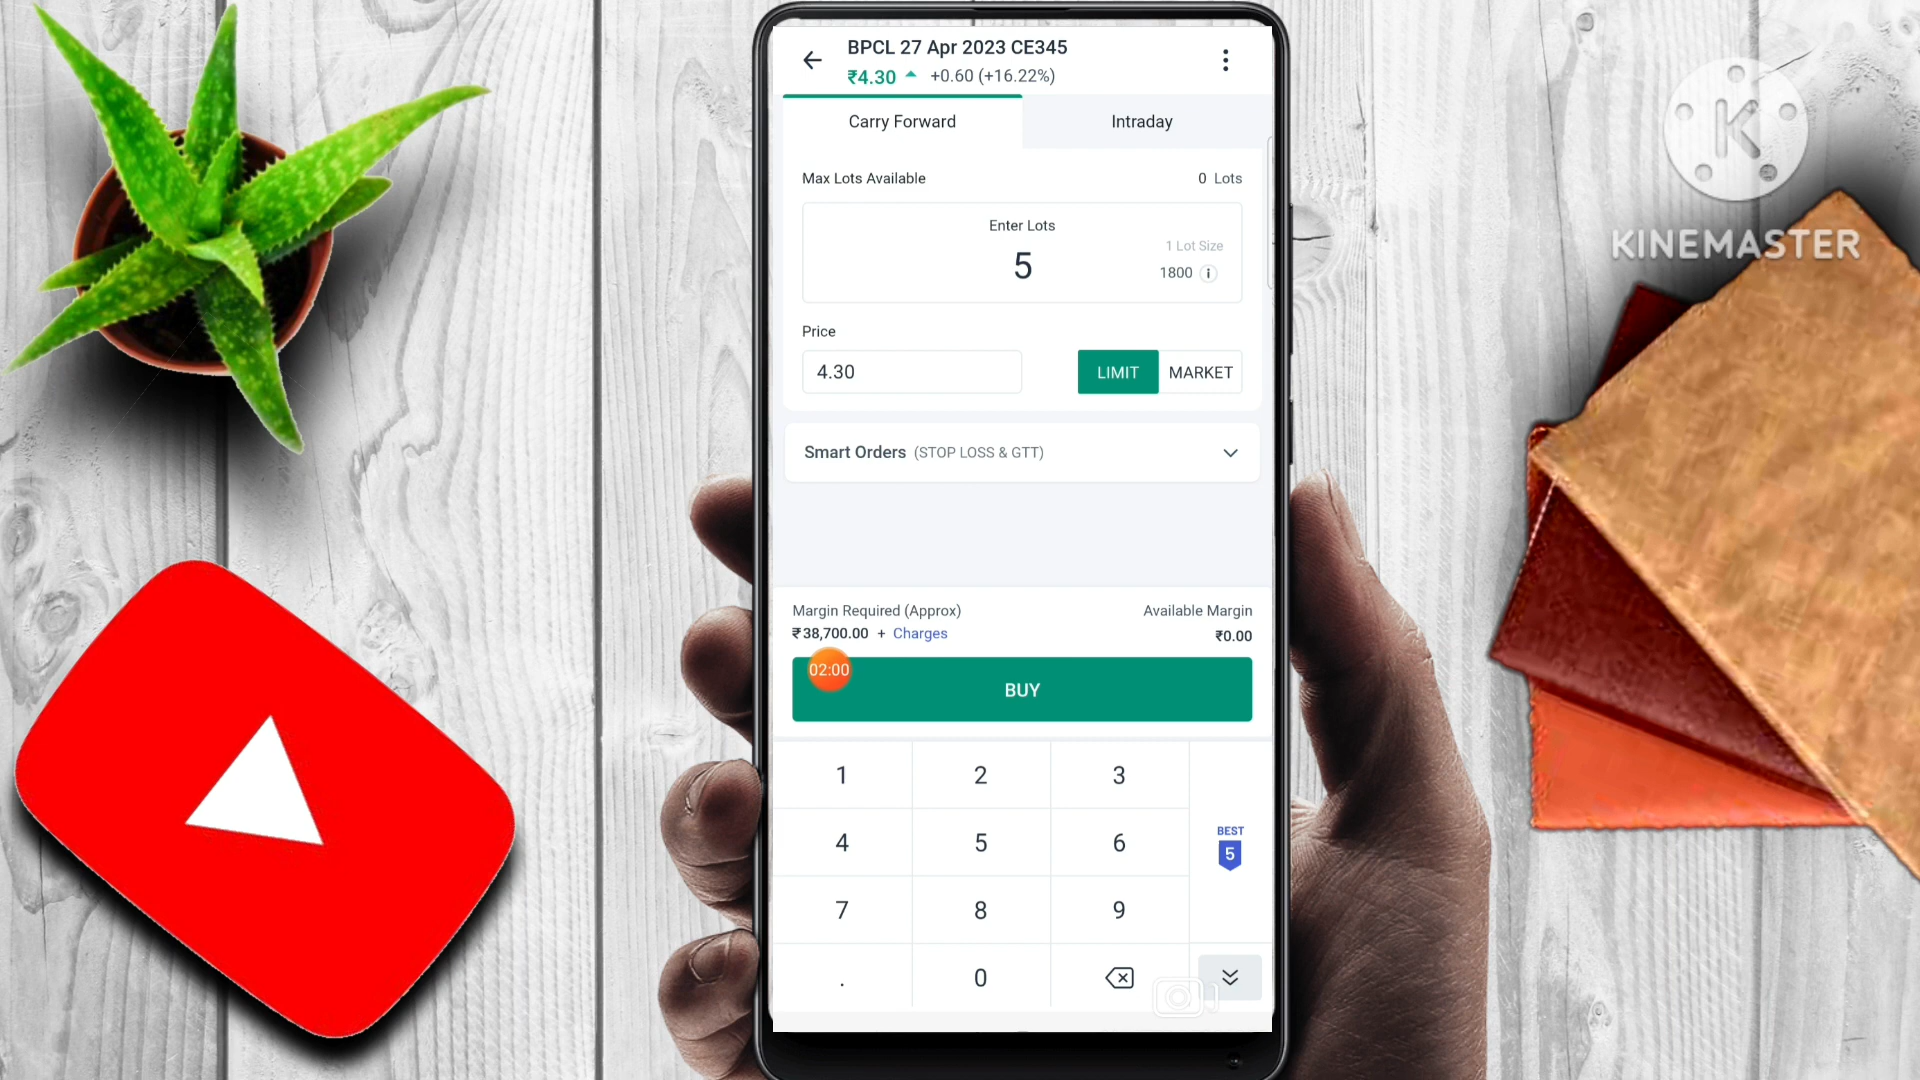 BPCL 27 Apr 2023 CE345
₹4.30 +0.60 (+16.22%)
Carry Forward
Intraday
Max Lots Available
0 Lots
Enter Lots
5
1 Lot Size
1800
Price
4.30
LIMIT
MARKET
Smart Orders (STOP LOSS & GTT)
Margin Required (Approx)
₹38,700.00 + Charges
Available Margin
₹0.00
02:00
BUY
1 2 3
4 5 6
7 8 9
. 0
BEST
5
K
KINEMASTER